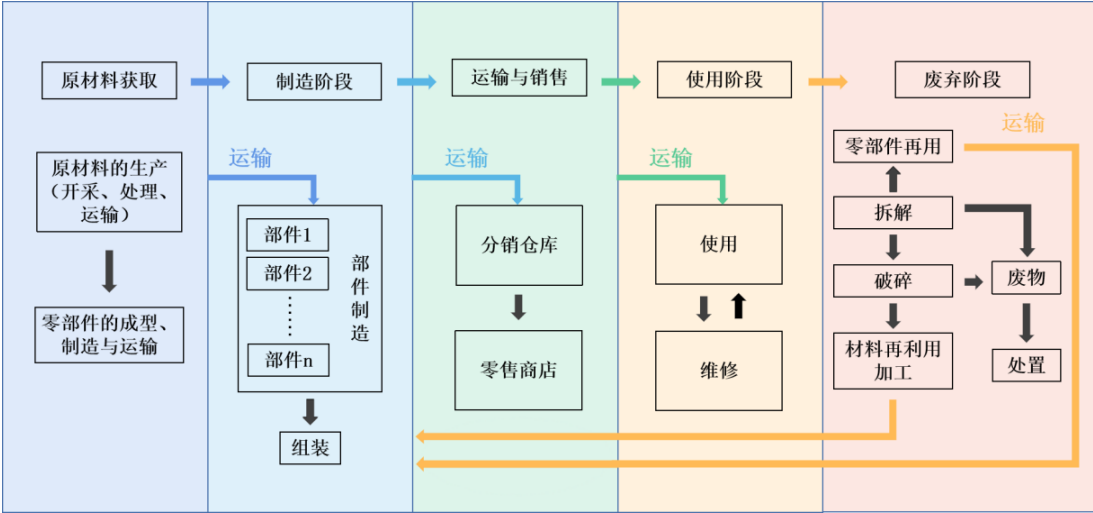 原材料获取
制造阶段
运输与销售
使用阶段
废弃阶段
原材料的生产
（开采、处理、
运输）
零部件的成型、
制造与运输
运输
部件1
部件2
……
部件n
部件制造
组装
运输
分销仓库
零售商店
运输
使用
维修
运输
零部件再用
拆解
破碎
材料再利用
加工
废物
处置